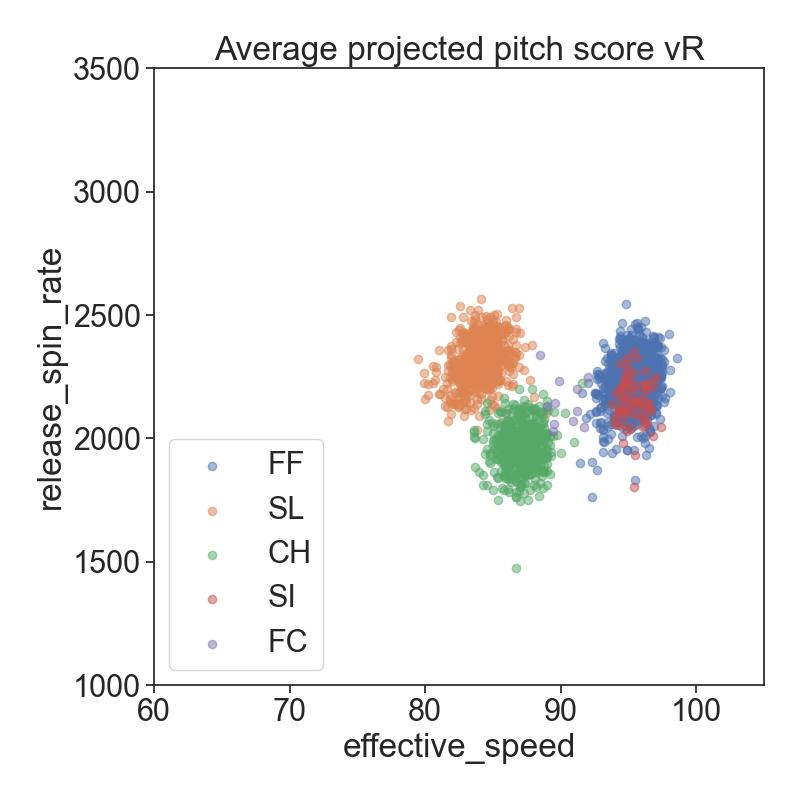 Average projected pitch score vR
3500
3000
2500
2000
1500
1000
release_spin_rate
FF
SL
CH
SI
FC
60 70 80 90 100
effective_speed